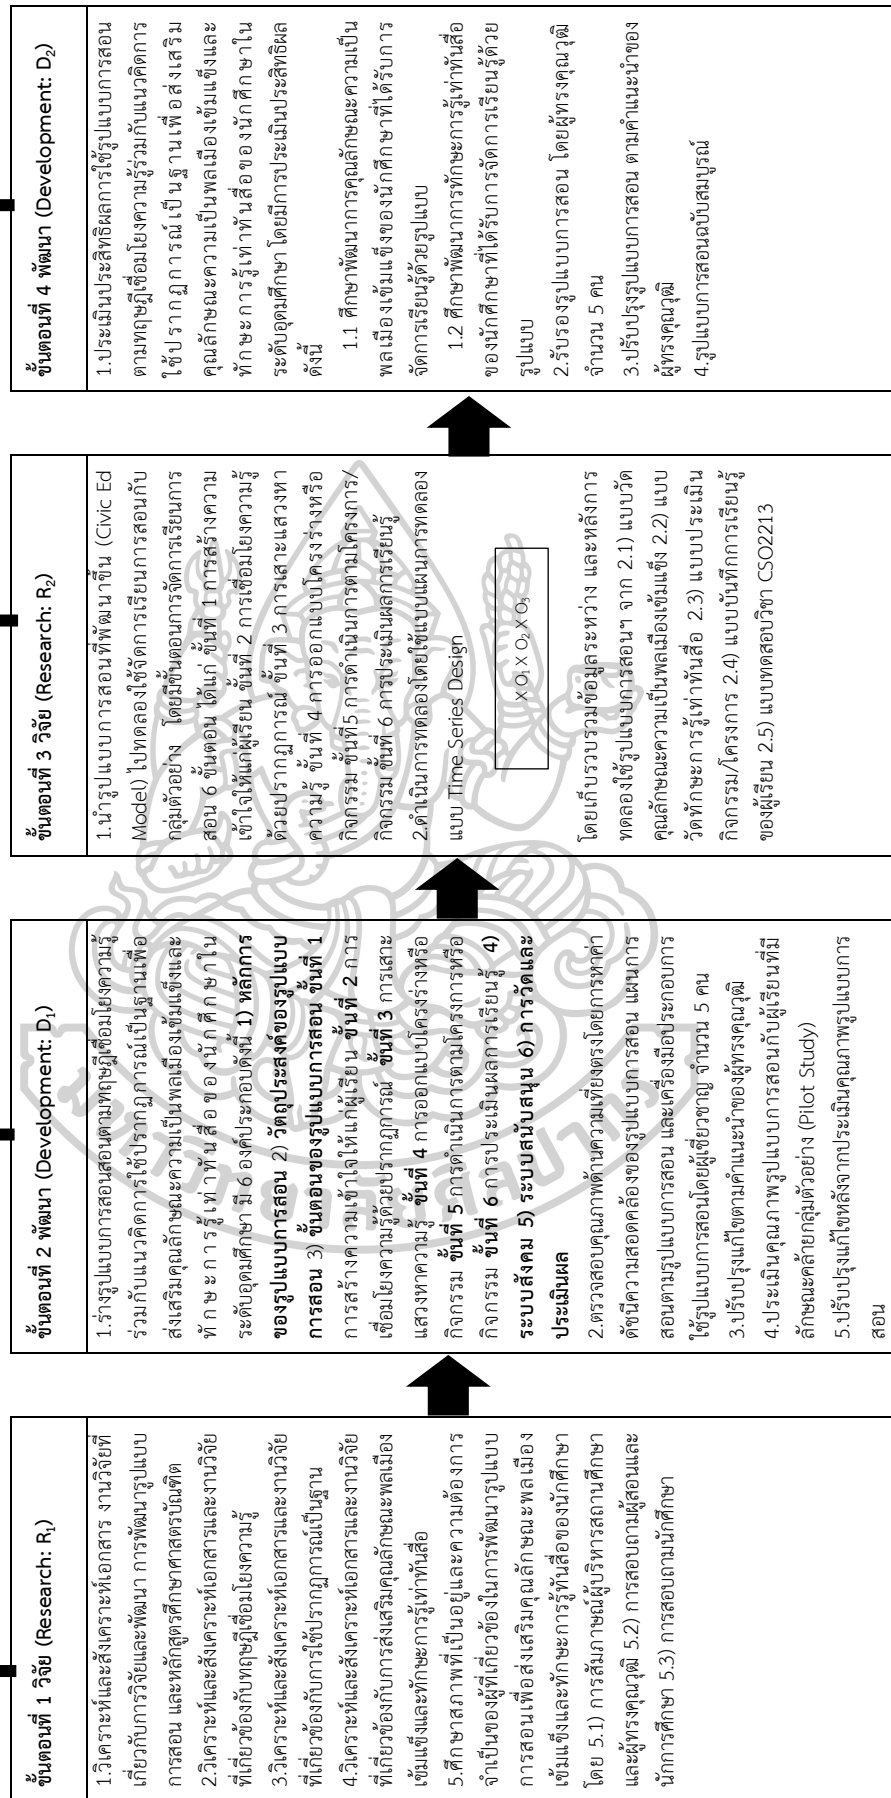 ขั้นตอนที่ 1 วิจัย (Research: R₁)
1.วิเคราะห์และสังเคราะห์เอกสาร งานวิจัยที่
เกี่ยวกับการวิจัยและพัฒนา การพัฒนารูปแบบ
การสอน และหลักสูตรศึกษาศาสตรบัณฑิต
2.วิเคราะห์และสังเคราะห์เอกสารและงานวิจัย
ที่เกี่ยวข้องกับทฤษฎีเชื่อมโยงความรู้
3.วิเคราะห์และสังเคราะห์เอกสารและงานวิจัย
ที่เกี่ยวข้องกับการใช้ปรากฏการณ์เป็นฐาน
4.วิเคราะห์และสังเคราะห์เอกสารและงานวิจัย
ที่เกี่ยวข้องกับการส่งเสริมคุณลักษณะพลเมือง
เข้มแข็งและทักษะการรู้เท่าทันสื่อ
5.ศึกษาสภาพที่เป็นอยู่และความต้องการ
จำเป็นของผู้ที่เกี่ยวข้องในการพัฒนารูปแบบ
การสอนเพื่อส่งเสริมคุณลักษณะพลเมือง
เข้มแข็งและทักษะการรู้ทันสื่อของนักศึกษา
โดย 5.1) การสัมภาษณ์ผู้บริหารสถานศึกษา
และผู้ทรงคุณวุฒิ 5.2) การสอบถามผู้สอนและ
นักการศึกษา 5.3) การสอบถามนักศึกษา
ขั้นตอนที่ 2 พัฒนา (Development: D₁)
1.ร่างรูปแบบการสอนสอนตามทฤษฎีเชื่อมโยงความรู้
ร่วมกับแนวคิดการใช้ปรากฏการณ์เป็นฐานเพื่อ
ส่งเสริมคุณลักษณะความเป็นพลเมืองเข้มแข็งและ
ทักษะการรู้เท่าทันสื่อของนักศึกษาใน
ระดับอุดมศึกษา มี 6 องค์ประกอบดังนี้ 1) หลักการ
ของรูปแบบการสอน 2) วัตถุประสงค์ของรูปแบบ
การสอน 3) ขั้นตอนของรูปแบบการสอน ขั้นที่ 1
การสร้างความเข้าใจให้แก่ผู้เรียน ขั้นที่ 2 การ
เชื่อมโยงความรู้ด้วยปรากฏการณ์ ขั้นที่ 3 การเสาะ
แสวงหาความรู้ ขั้นที่ 4 การออกแบบโครงร่างหรือ
กิจกรรม ขั้นที่ 5 การดำเนินการตามโครงการหรือ
กิจกรรม ขั้นที่ 6 การประเมินผลการเรียนรู้ 4)
ระบบสังคม 5) ระบบสนับสนุน 6) การวัดและ
ประเมินผล
2.ตรวจสอบคุณภาพด้านความเที่ยงตรงโดยการหาค่า
ดัชนีความสอดคล้องของรูปแบบการสอน แผนการ
สอนตามรูปแบบการสอน และเครื่องมือประกอบการ
ใช้รูปแบบการสอนโดยผู้เชี่ยวชาญ จำนวน 5 คน
3.ปรับปรุงแก้ไขตามคำแนะนำของผู้ทรงคุณวุฒิ
4.ประเมินคุณภาพรูปแบบการสอนกับผู้เรียนที่มี
ลักษณะคล้ายกลุ่มตัวอย่าง (Pilot Study)
5.ปรับปรุงแก้ไขหลังจากประเมินคุณภาพรูปแบบการ
สอน
ขั้นตอนที่ 3 วิจัย (Research: R₂)
1.นำรูปแบบการสอนที่พัฒนาขึ้น (Civic Ed
Model) ไปทดลองใช้จัดการเรียนการสอนกับ
กลุ่มตัวอย่าง โดยมีขั้นตอนการจัดการเรียนการ
สอน 6 ขั้นตอน ได้แก่ ขั้นที่ 1 การสร้างความ
เข้าใจให้แก่ผู้เรียน ขั้นที่ 2 การเชื่อมโยงความรู้
ด้วยปรากฏการณ์ ขั้นที่ 3 การเสาะแสวงหา
ความรู้ ขั้นที่ 4 การออกแบบโครงร่างหรือ
กิจกรรม ขั้นที่5 การดำเนินการตามโครงการ/
กิจกรรม ขั้นที่ 6 การประเมินผลการเรียนรู้
2.ดำเนินการทดลองโดยใช้แบบแผนการทดลอง
แบบ Time Series Design
X O₁ X O₂ X O₃
โดยเก็บรวบรวมข้อมูลระหว่าง และหลังการ
ทดลองใช้รูปแบบการสอนฯ จาก 2.1) แบบวัด
คุณลักษณะความเป็นพลเมืองเข้มแข็ง 2.2) แบบ
วัดทักษะการรู้เท่าทันสื่อ 2.3) แบบประเมิน
กิจกรรม/โครงการ 2.4) แบบบันทึกการเรียนรู้
ของผู้เรียน 2.5) แบบทดสอบวิชา CSO2213
ขั้นตอนที่ 4 พัฒนา (Development: D₂)
1.ประเมินประสิทธิผลการใช้รูปแบบการสอน
ตามทฤษฎีเชื่อมโยงความรู้ร่วมกับแนวคิดการ
ใช้ปรากฏการณ์เป็นฐานเพื่อส่งเสริม
คุณลักษณะความเป็นพลเมืองเข้มแข็งและ
ทักษะการรู้เท่าทันสื่อของนักศึกษาใน
ระดับอุดมศึกษา โดยมีการประเมินประสิทธิผล
ดังนี้
1.1 ศึกษาพัฒนาการคุณลักษณะความเป็น
พลเมืองเข้มแข็งของนักศึกษาที่ได้รับการ
จัดการเรียนรู้ด้วยรูปแบบ
1.2 ศึกษาพัฒนาการทักษะการรู้เท่าทันสื่อ
ของนักศึกษาที่ได้รับการจัดการเรียนรู้ด้วย
รูปแบบ
2.รับรองรูปแบบการสอน โดยผู้ทรงคุณวุฒิ
จำนวน 5 คน
3.ปรับปรุงรูปแบบการสอน ตามคำแนะนำของ
ผู้ทรงคุณวุฒิ
4.รูปแบบการสอนฉบับสมบูรณ์
มหาวิทยาลัยศิลปากร